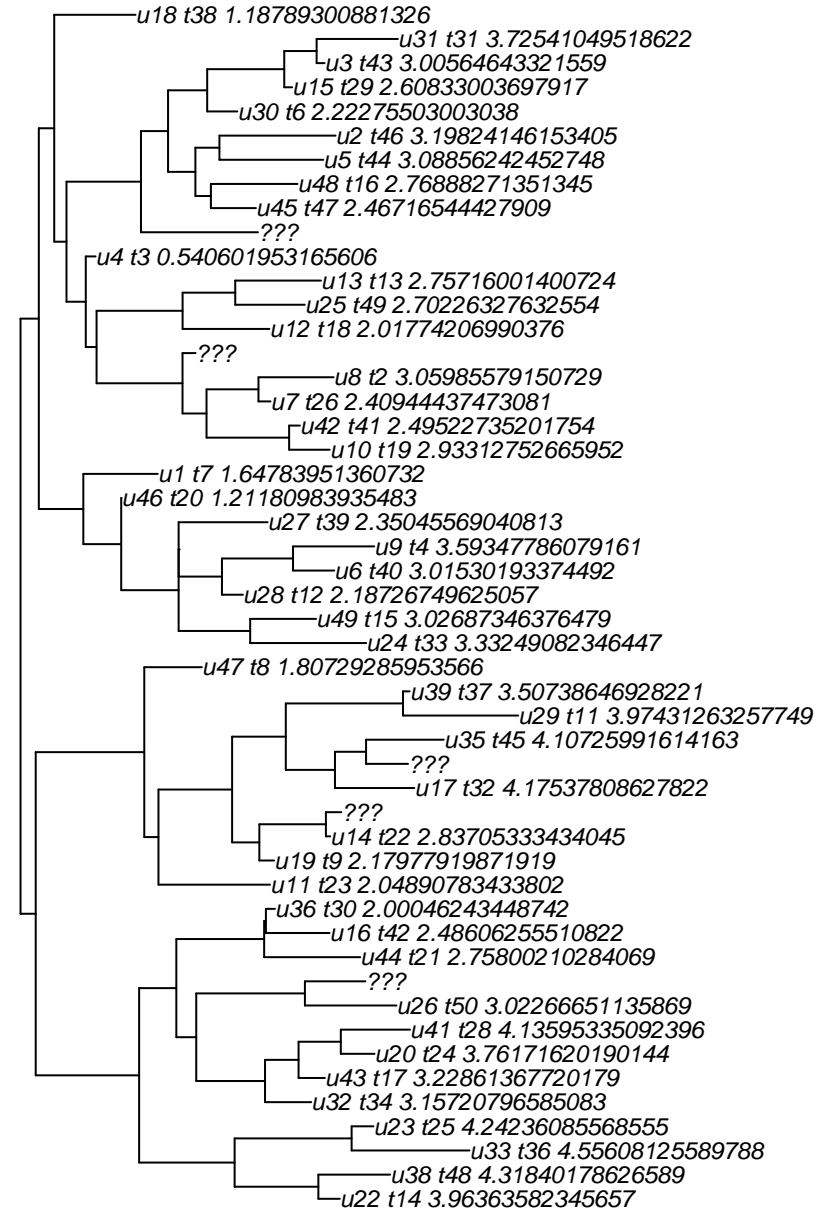 u18 t38 1.18789300881326
u31 t31 3.72541049518622
u3 t43 3.00564643321559
u15 t29 2.60833003697917
u30 t6 2.22275503003038
u2 t46 3.19824146153405
u5 t44 3.08856242452748
u48 t16 2.76888271351345
u45 t47 2.46716544427909
???
u4 t3 0.540601953165606
u13 t13 2.75716001400724
u25 t49 2.70226327632554
u12 t18 2.01774206990376
???
u8 t2 3.05985579150729
u7 t26 2.40944437473081
u42 t41 2.49522735201754
u10 t19 2.93312752665952
u1 t7 1.64783951360732
u46 t20 1.21180983935483
u27 t39 2.35045569040813
u9 t4 3.59347786079161
u6 t40 3.01530193374492
u28 t12 2.18726749625057
u49 t15 3.02687346376479
u24 t33 3.33249082346447
u47 t8 1.80729285953566
u39 t37 3.50738646928221
u29 t11 3.97431263257749
u35 t45 4.10725991614163
???
u17 t32 4.17537808627822
???
u14 t22 2.83705333434045
u19 t9 2.17977919871919
u11 t23 2.04890783433802
u36 t30 2.00046243448742
u16 t42 2.48606255510822
u44 t21 2.75800210284069
???
u26 t50 3.02266651135869
u41 t28 4.13595335092396
u20 t24 3.76171620190144
u43 t17 3.22861367720179
u32 t34 3.15720796585083
u23 t25 4.24236085568555
u33 t36 4.55608125589788
u38 t48 4.31840178626589
u22 t14 3.96363582345657